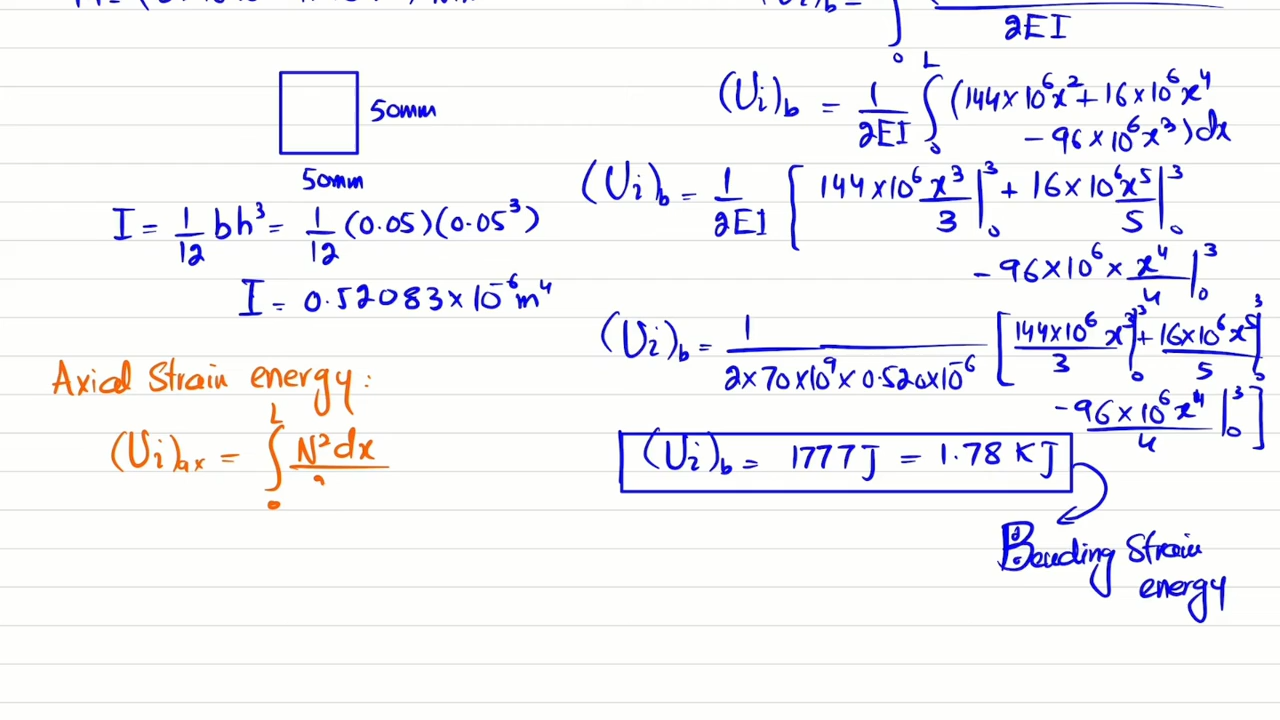 2EI
50mm
50mm
I = 1/12 bh³ = 1/12 (0.05)(0.05³)
I = 0.52083×10⁻⁶m⁴
Axial Strain energy:
(Ui)ax = ∫₀ᴸ N²dx
(Ui)b = 1/2EI ∫₀ᴸ (144×10⁶x² + 16×10⁶x⁴
- 96×10⁶x³)dx
(Ui)b = 1/2EI [ 144×10⁶ x³/3 |₀³ + 16×10⁶ x⁵/5 |₀³
- 96×10⁶ × x⁴/4 |₀³
(Ui)b = 1/(2×70×10⁹×0.520×10⁻⁶) [ 144×10⁶ x³/3 |₀³ + 16×10⁶ x⁵/5 |₀³
- 96×10⁶ x⁴/4 |₀³ ]
(Ui)b = 1777J = 1.78 KJ
Bending Strain
energy